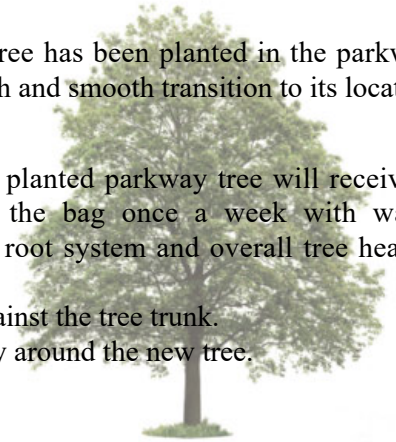 ree has been planted in the parkw
h and smooth transition to its locat
planted parkway tree will receiv
the bag once a week with wa
root system and overall tree hea
ainst the tree trunk.
y around the new tree.